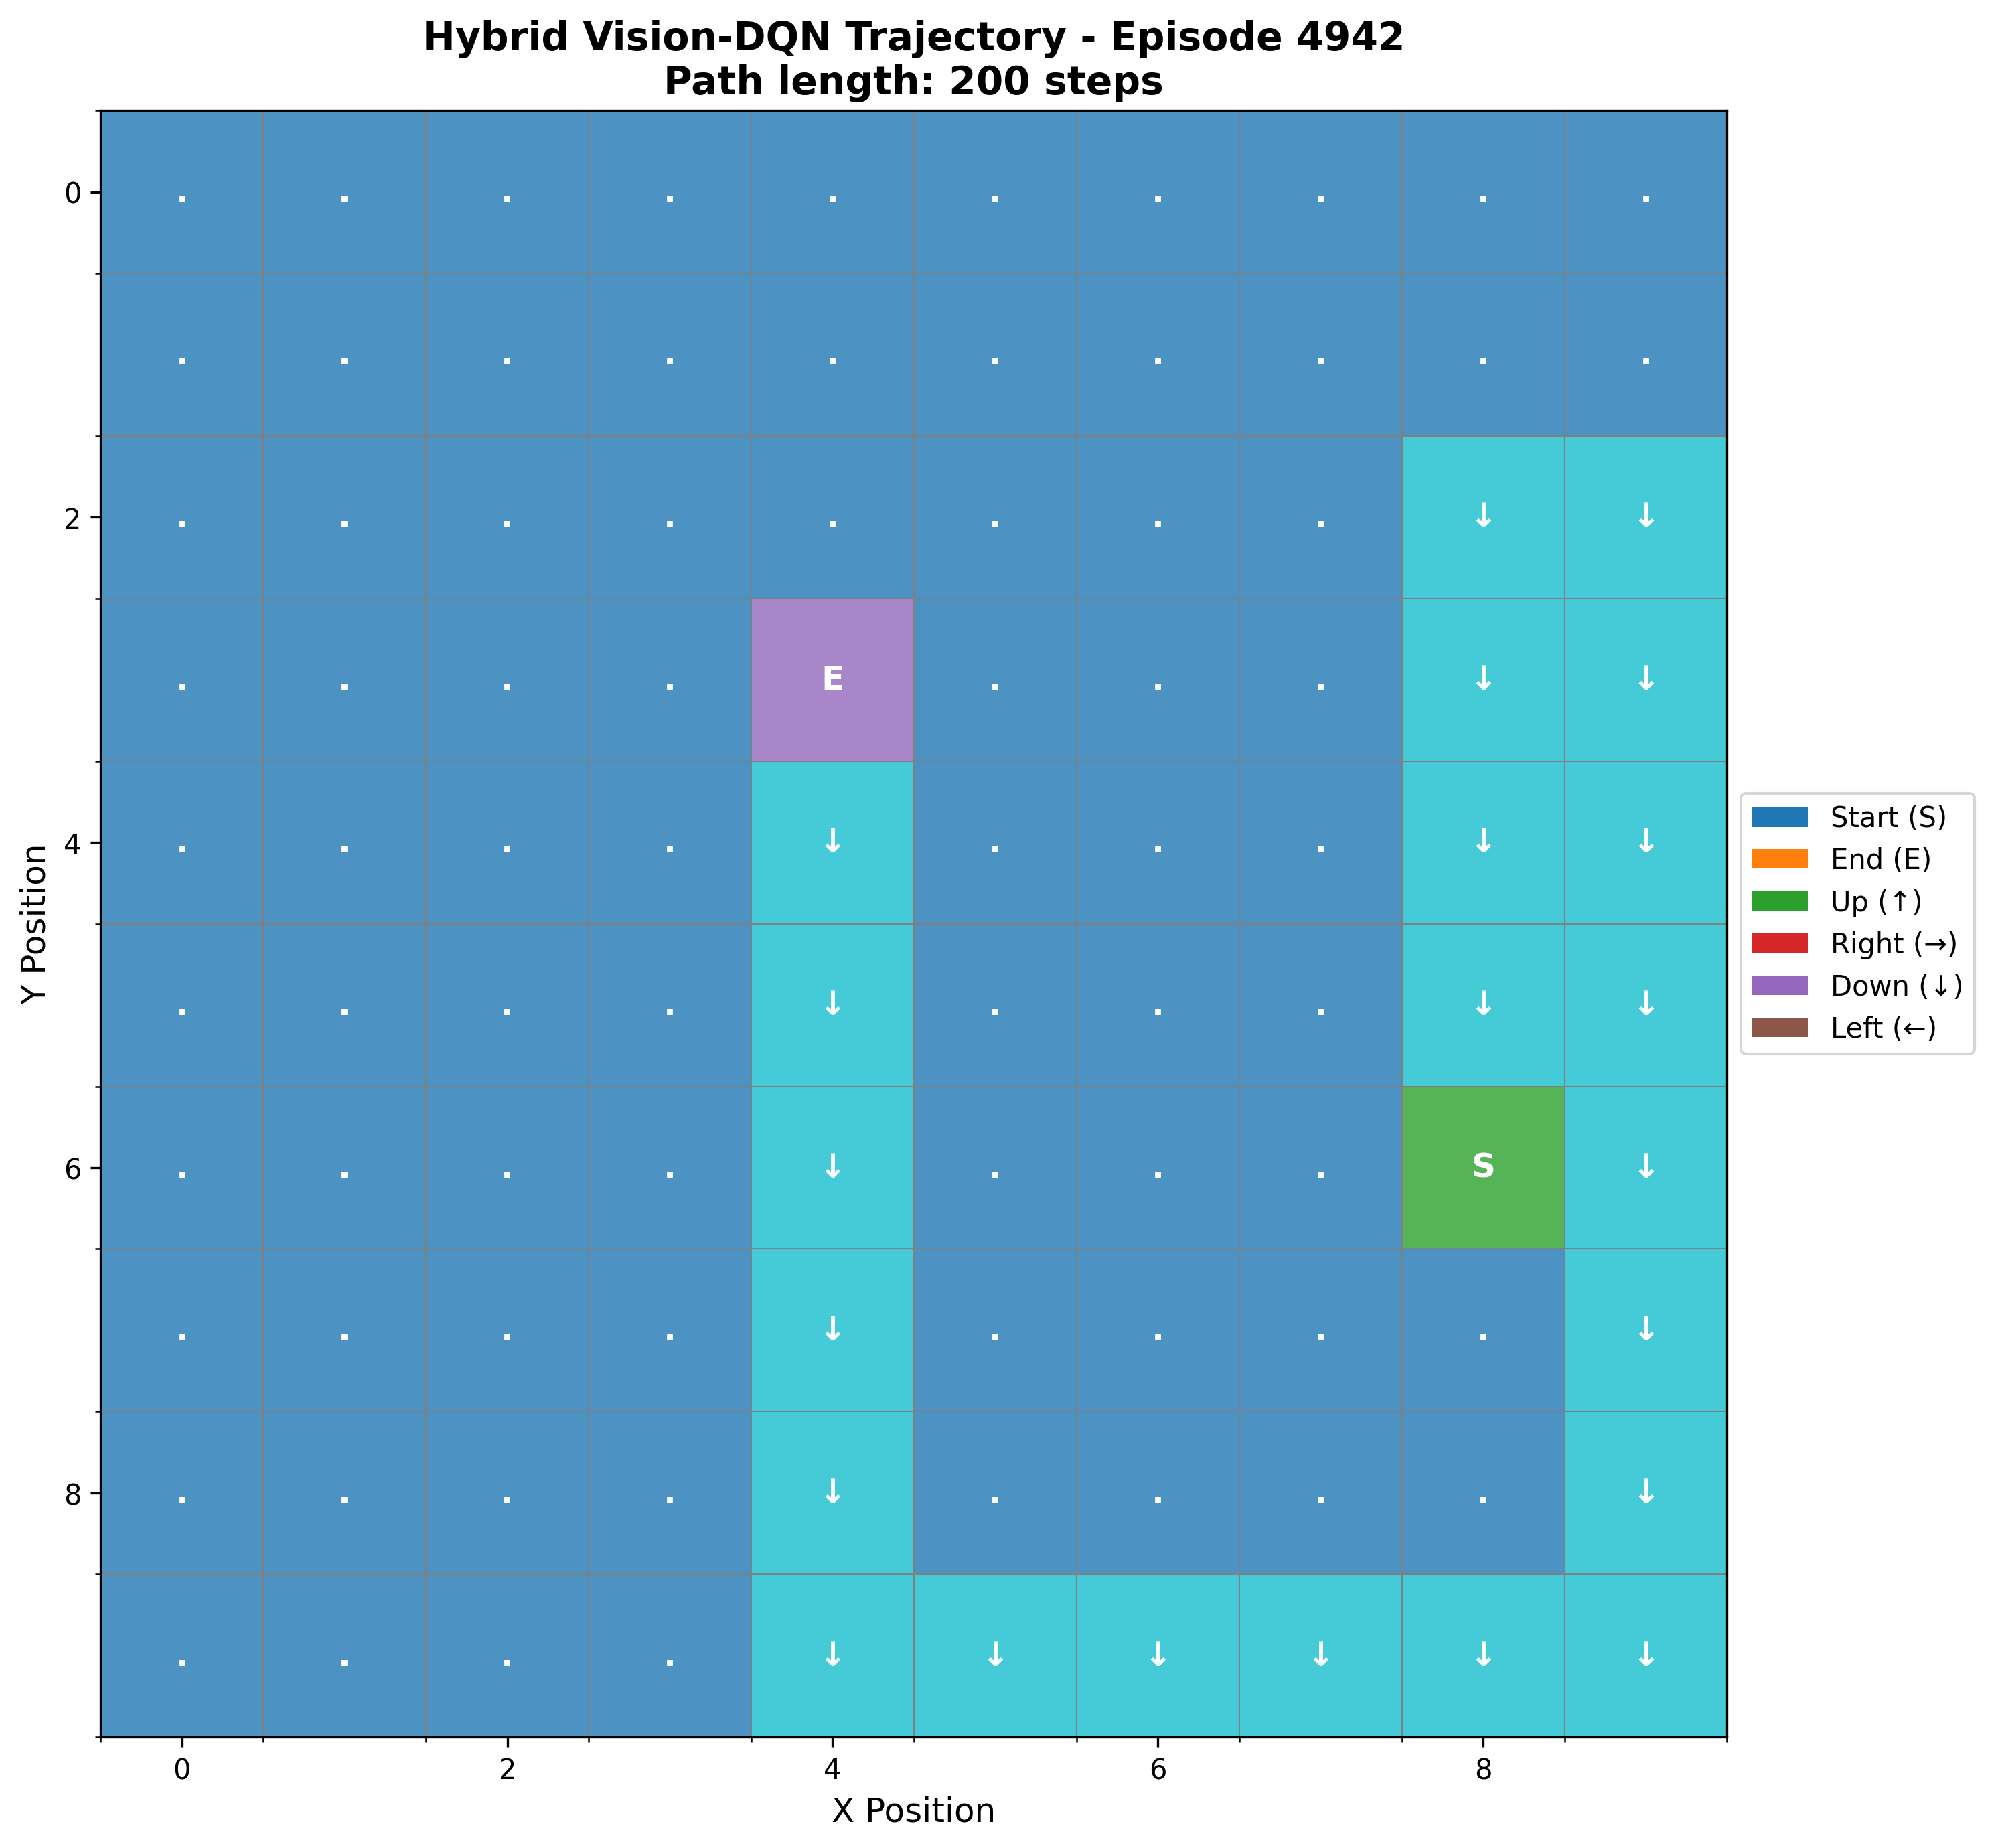 Hybrid Vision-DQN Trajectory - Episode 4942
Path length: 200 steps
0 . . . . . . . . . .
. . . . . . . . . .
2 . . . . . . . . ↓ ↓
. . . . E . . . ↓ ↓
4 . . . . ↓ . . . ↓ ↓
. . . . ↓ . . . ↓ ↓
6 . . . . ↓ . . . S ↓
. . . . ↓ . . . . ↓
8 . . . . ↓ . . . . ↓
. . . . ↓ ↓ ↓ ↓ ↓ ↓
0 2 4 6 8
X Position
Y Position
Start (S)
End (E)
Up (↑)
Right (→)
Down (↓)
Left (←)